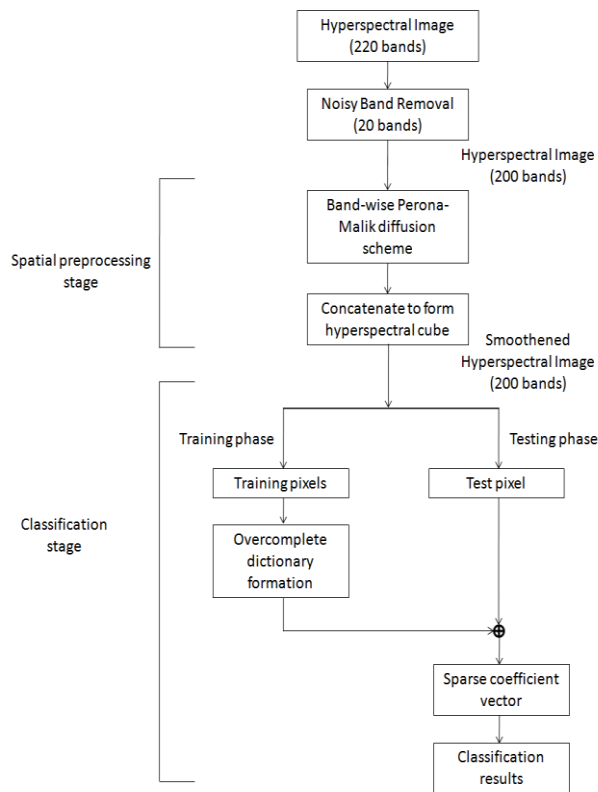 Hyperspectral Image
(220 bands)
Noisy Band Removal
(20 bands)
Hyperspectral Image
(200 bands)
Band-wise Perona-
Malik diffusion
scheme
Spatial preprocessing
stage
Concatenate to form
hyperspectral cube
Smoothened
Hyperspectral Image
(200 bands)
Training phase
Testing phase
Training pixels
Test pixel
Classification
stage
Overcomplete
dictionary
formation
Sparse coefficient
vector
Classification
results